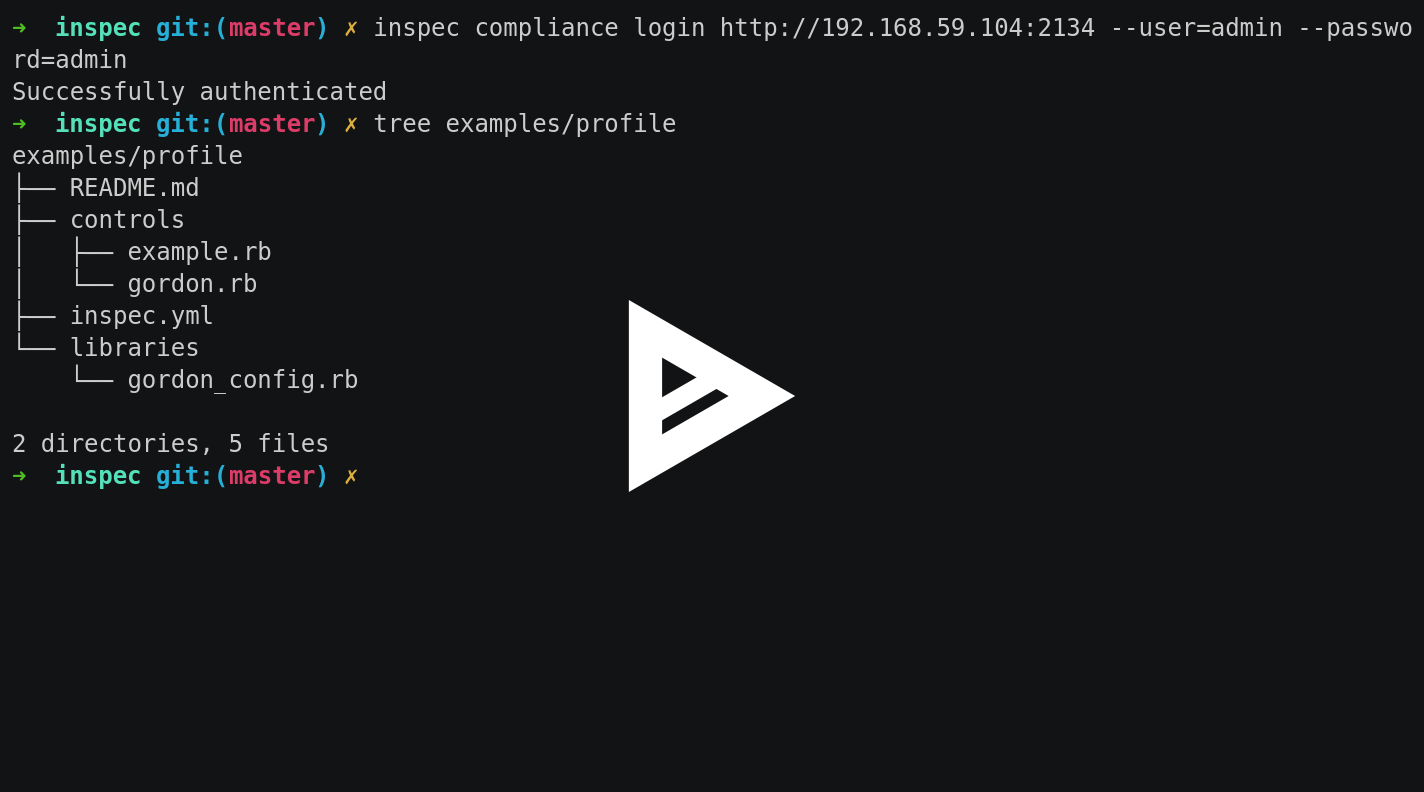 ➜  inspec git:(master) ✗ inspec compliance login http://192.168.59.104:2134 --user=admin --passwo
rd=admin
Successfully authenticated
➜  inspec git:(master) ✗ tree examples/profile
examples/profile
├── README.md
├── controls
│   ├── example.rb
│   └── gordon.rb
├── inspec.yml
└── libraries
    └── gordon_config.rb
2 directories, 5 files
➜  inspec git:(master) ✗